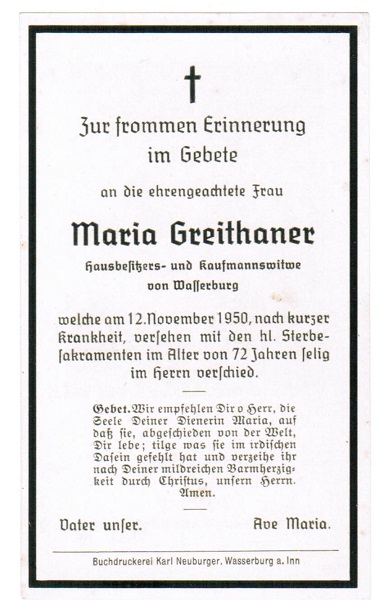 Zur frommen Erinnerung
im Gebete
an die ehrengeachtete Frau
Maria Greithaner
Hausbesitzers- und Kaufmannswitwe
von Wasserburg
welche am 12. November 1950, nach kurzer
Krankheit, versehen mit den hl. Sterbe-
sakramenten im Alter von 72 Jahren selig
im Herrn verschied.
Gebet. Wir empfehlen Dir o Herr, die
Seele Deiner Dienerin Maria, auf
daß sie, abgeschieden von der Welt,
Dir lebe; tilge was sie im irdischen
Dasein gefehlt hat und verzeihe ihr
nach Deiner mildreichen Barmherzig-
keit durch Christus, unsern Herrn.
Amen.
Vater unser. Ave Maria.
Buchdruckerei Karl Neuburger, Wasserburg a. Inn